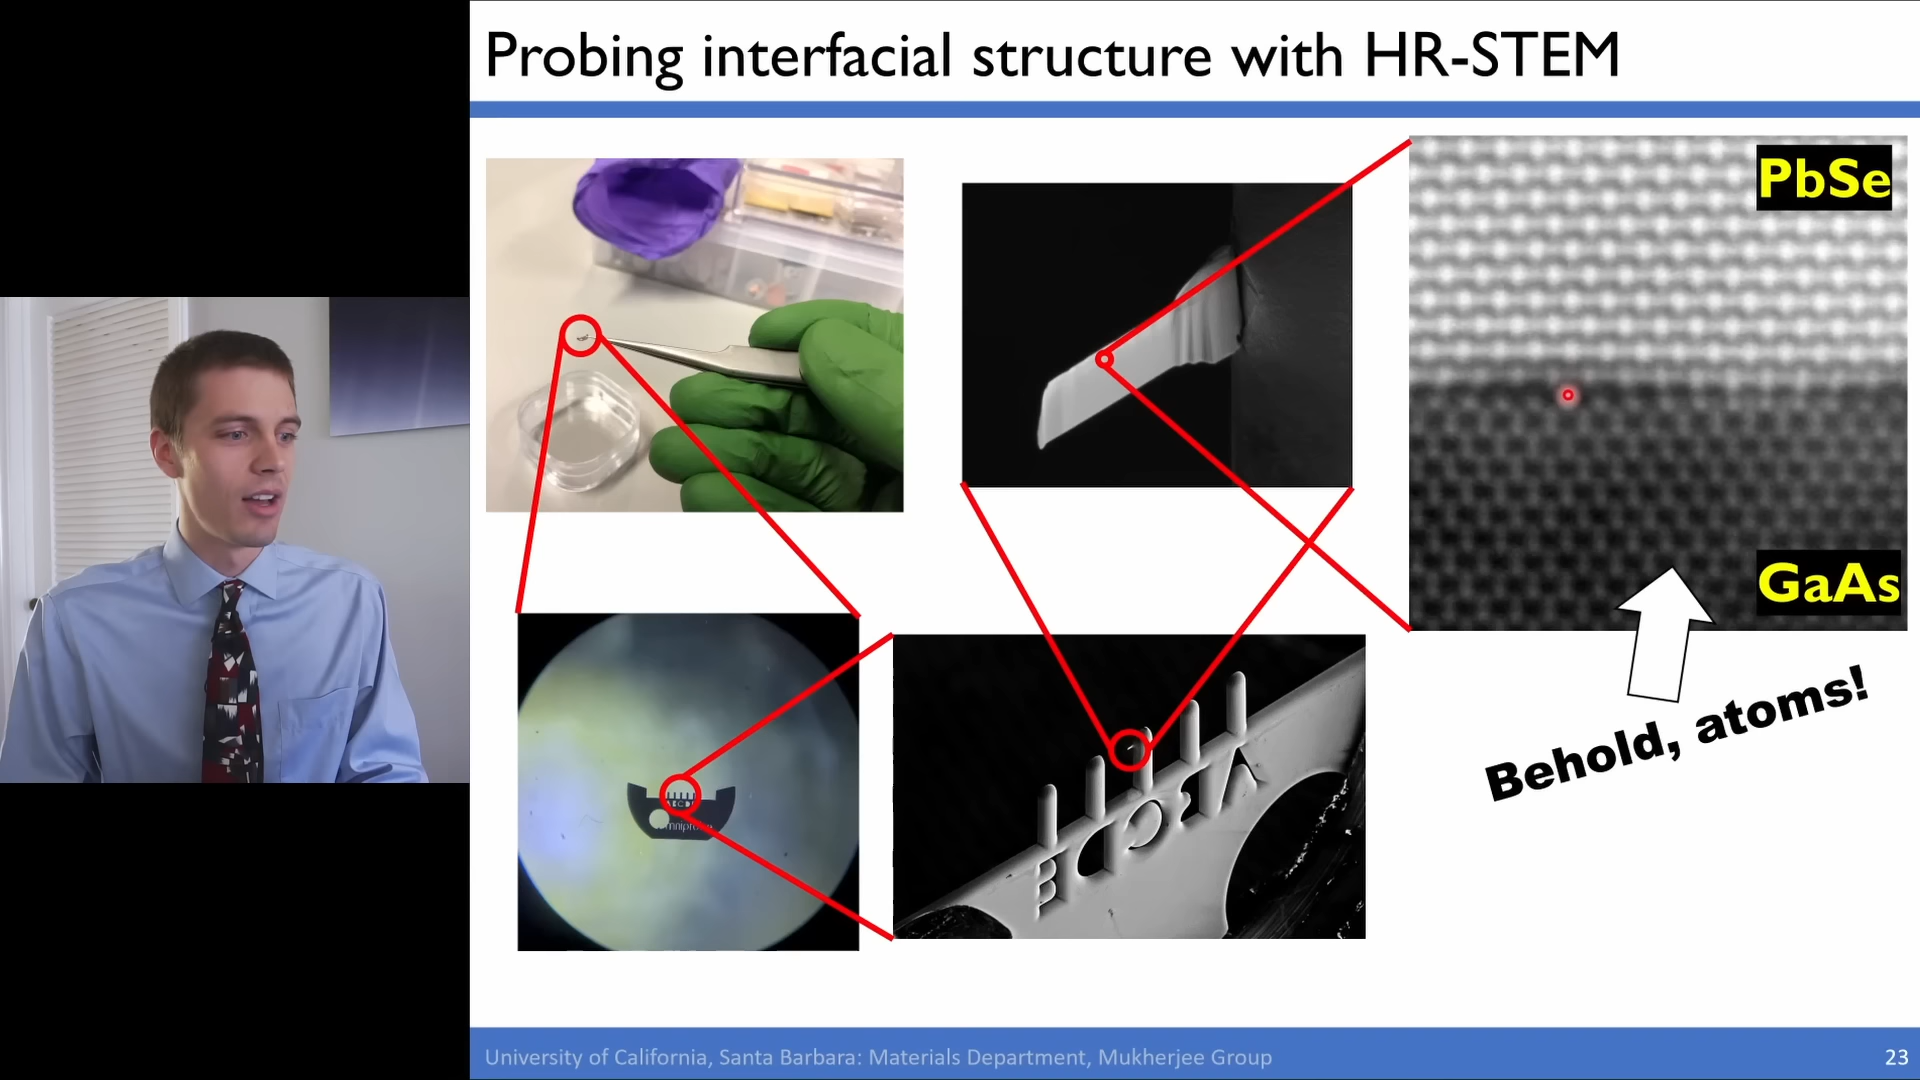 Probing interfacial structure with HR-STEM
PbSe
GaAs
Behold, atoms!
A B C D E
University of California, Santa Barbara: Materials Department, Mukherjee Group
23